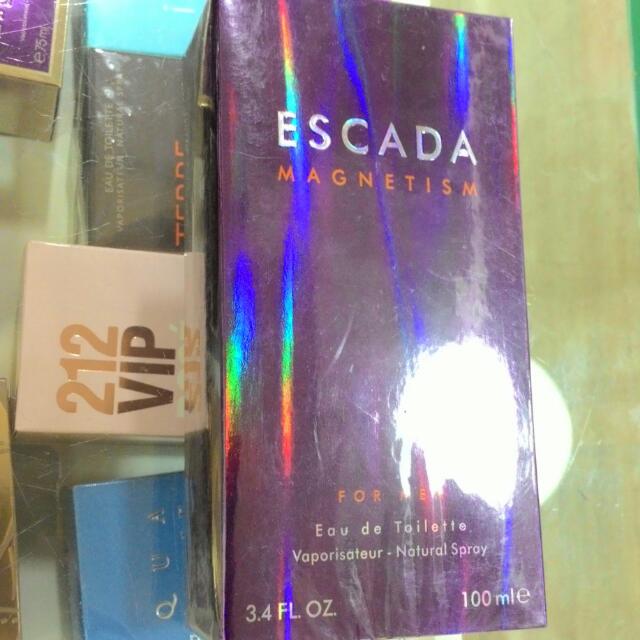 ESCADA
MAGNETISM
FOR
Eau de Toilette
Vaporisateur - Natural Spray
3.4 FL. OZ.
100 ml e
212
VIP
EAU DE TOILETTE
e75ml